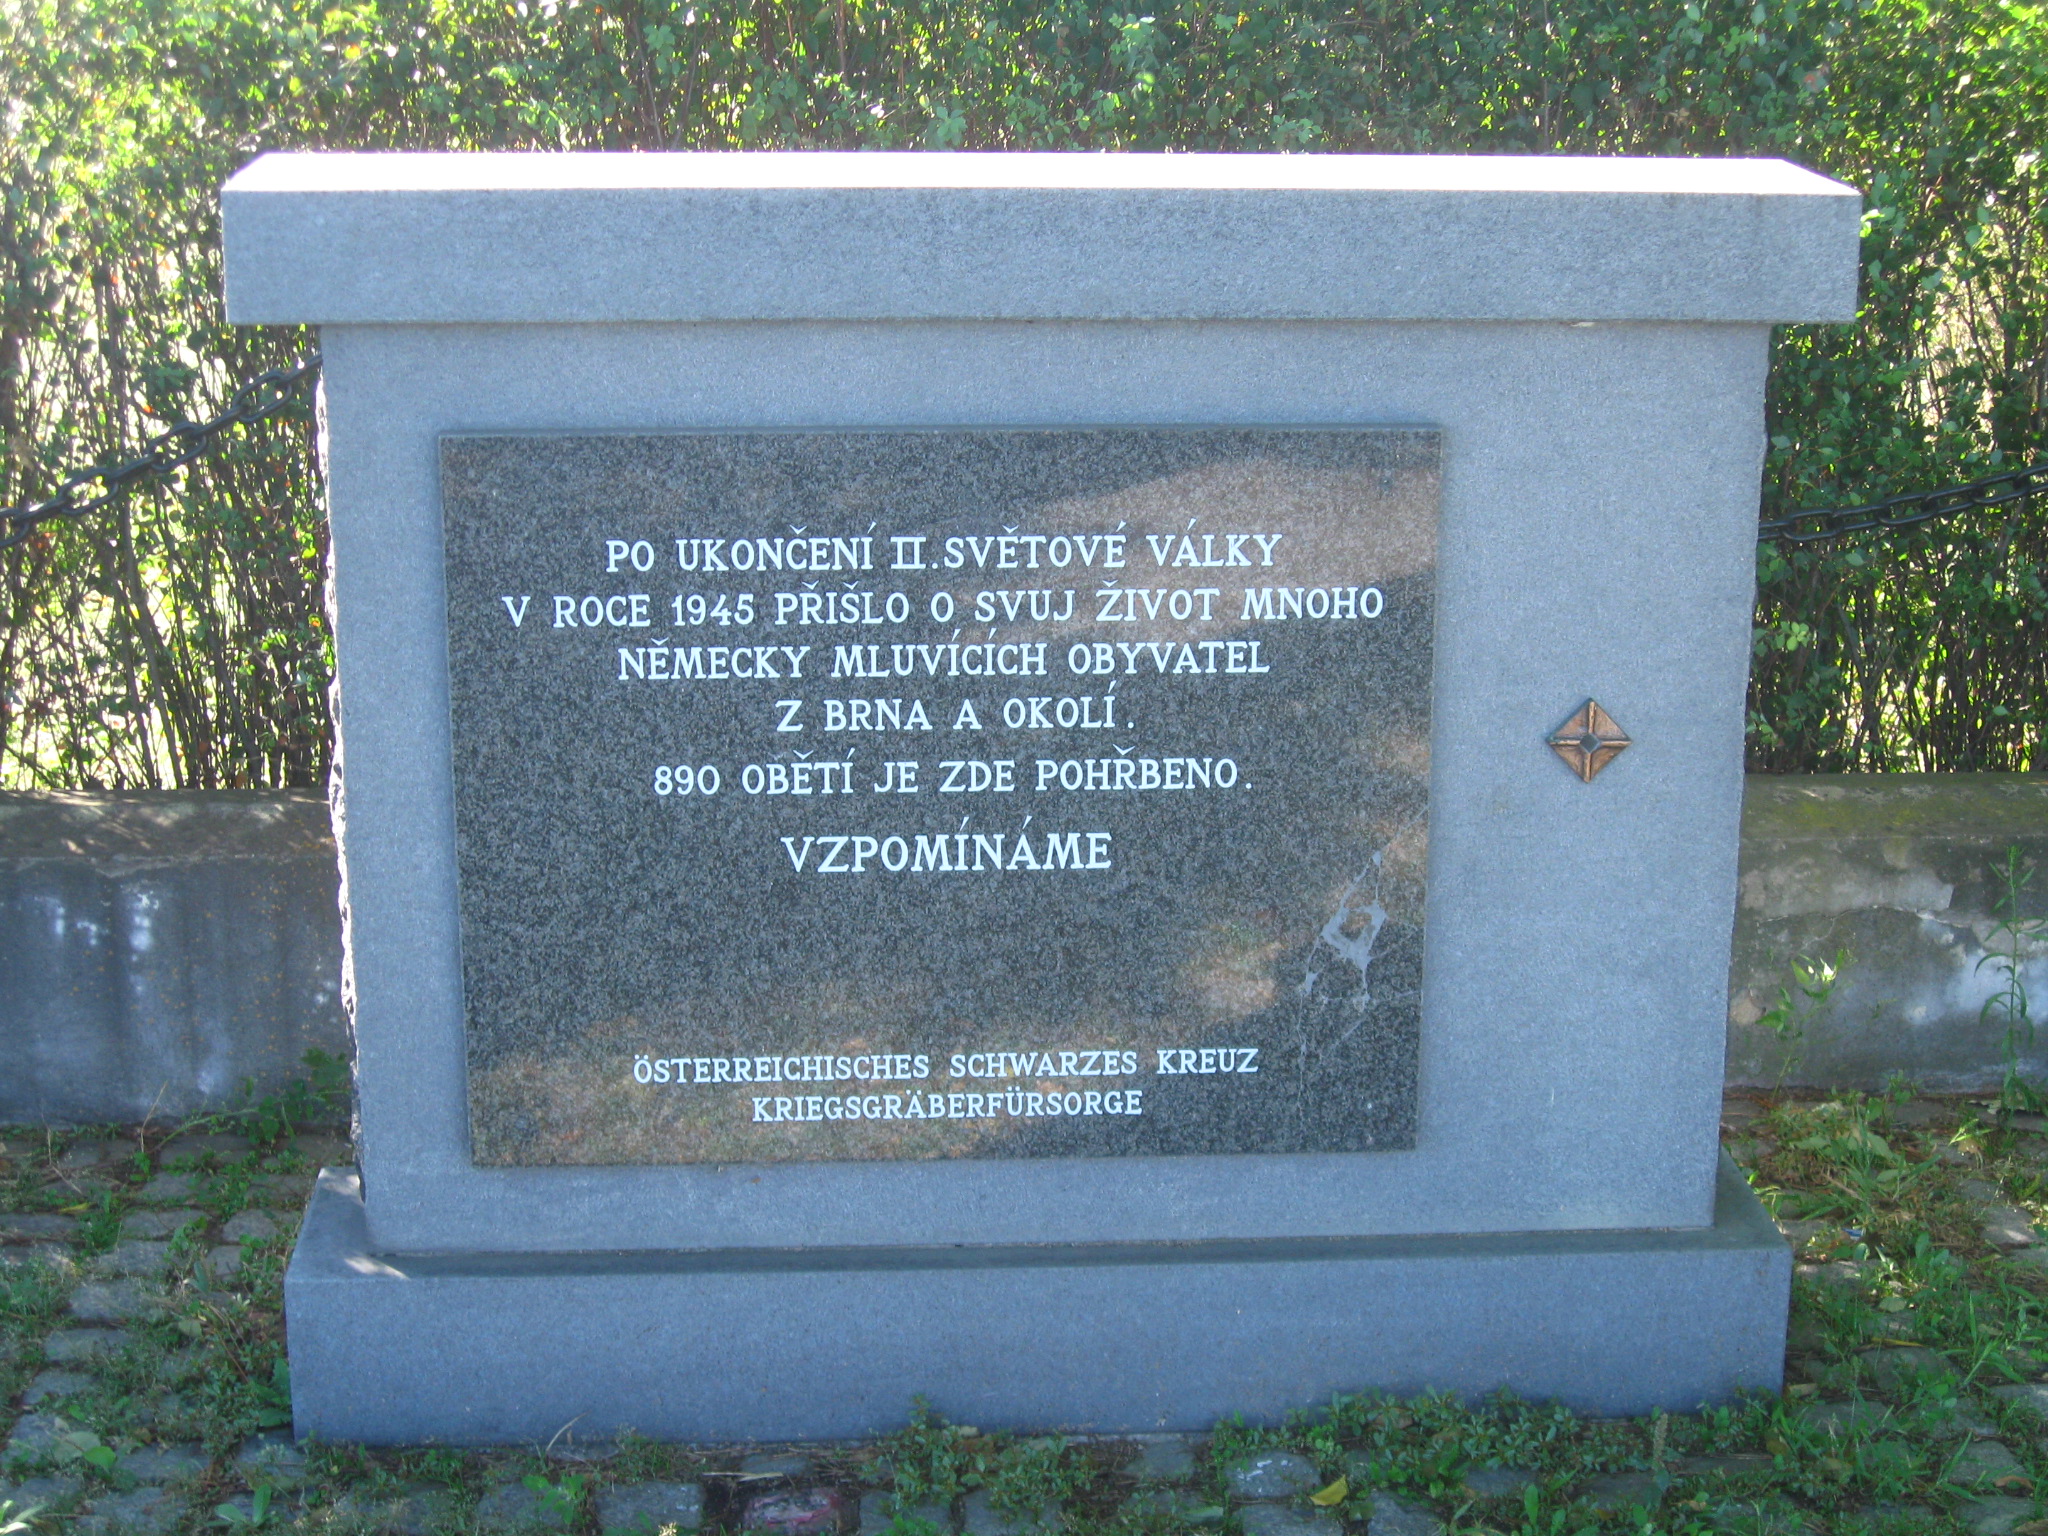 PO UKONČENÍ II. SVĚTOVÉ VÁLKY
V ROCE 1945 PŘIŠLO O SVUJ ŽIVOT MNOHO
NĚMECKY MLUVÍCÍCH OBYVATEL
Z BRNA A OKOLÍ.
890 OBĚTÍ JE ZDE POHŘBENO.
VZPOMÍNÁME
ÖSTERREICHISCHES SCHWARZES KREUZ
KRIEGSGRÄBERFÜRSORGE